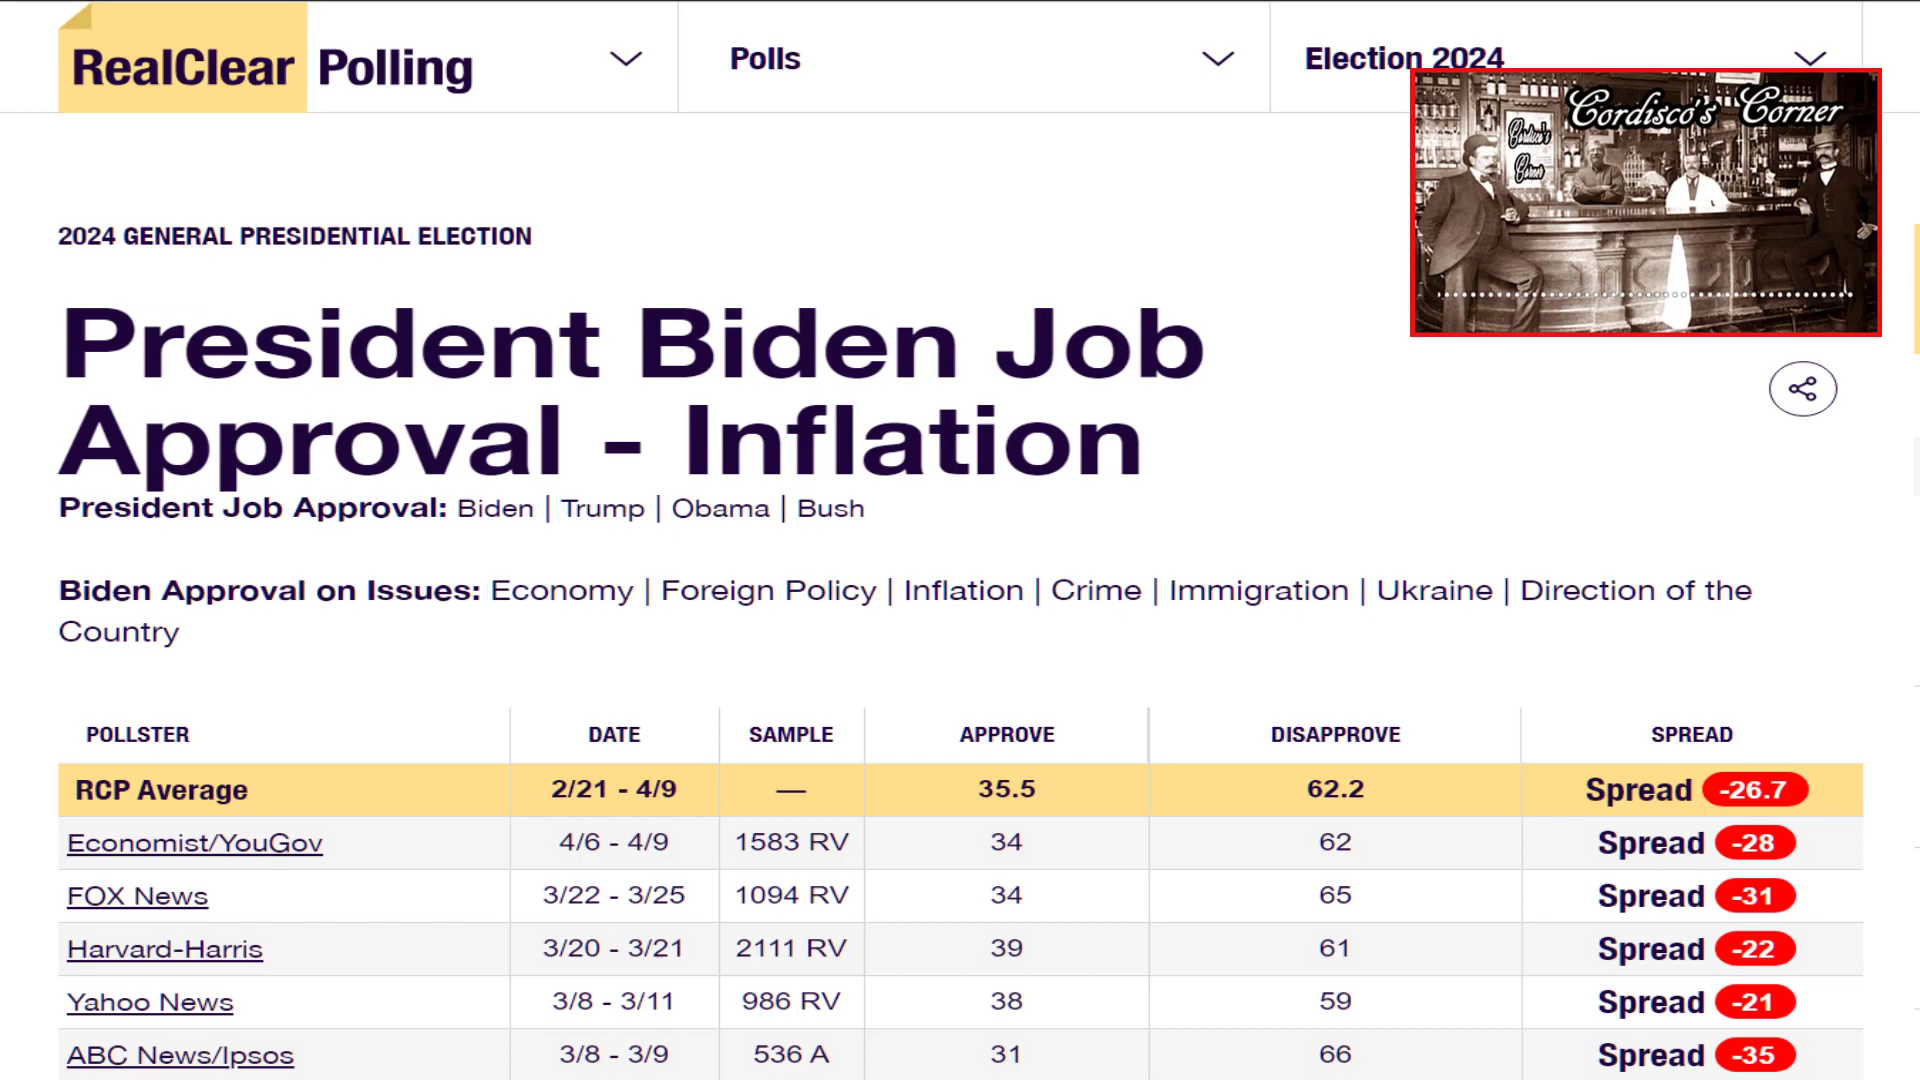 RealClear Polling
Polls
Election 2024
Cordisco's Corner
Cordisco's
Corner
2024 GENERAL PRESIDENTIAL ELECTION
President Biden Job
Approval - Inflation
President Job Approval: Biden | Trump | Obama | Bush
Biden Approval on Issues: Economy | Foreign Policy | Inflation | Crime | Immigration | Ukraine | Direction of the
Country
POLLSTER DATE SAMPLE APPROVE DISAPPROVE SPREAD
RCP Average 2/21 - 4/9 — 35.5 62.2 Spread -26.7
Economist/YouGov 4/6 - 4/9 1583 RV 34 62 Spread -28
FOX News 3/22 - 3/25 1094 RV 34 65 Spread -31
Harvard-Harris 3/20 - 3/21 2111 RV 39 61 Spread -22
Yahoo News 3/8 - 3/11 986 RV 38 59 Spread -21
ABC News/Ipsos 3/8 - 3/9 536 A 31 66 Spread -35